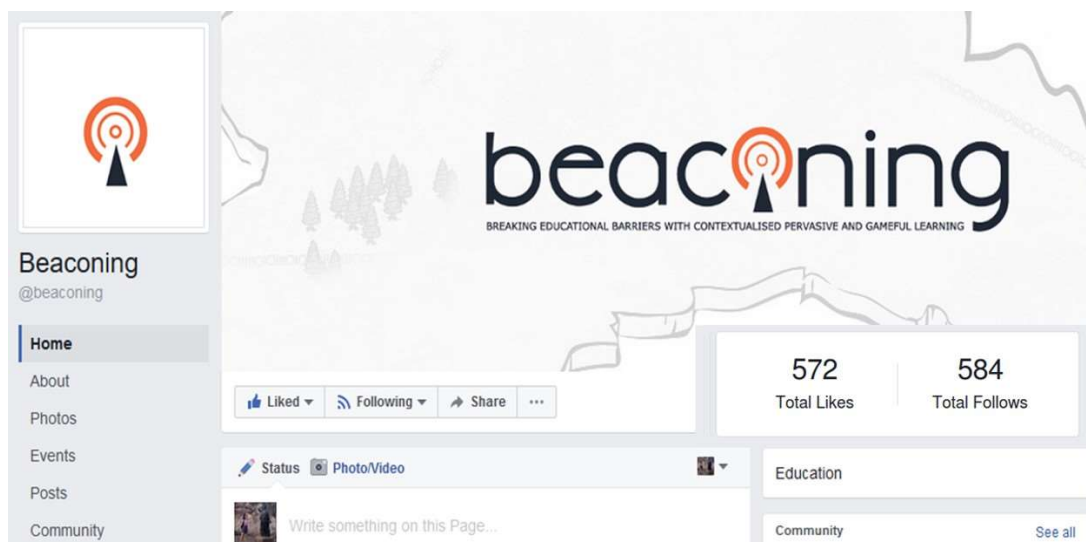 beaconing
BREAKING EDUCATIONAL BARRIERS WITH CONTEXTUALISED PERVASIVE AND GAMEFUL LEARNING
Beaconing
@beaconing
Home
About
Photos
Events
Posts
Community
Liked
Following
Share
572
Total Likes
584
Total Follows
Status
Photo/Video
Write something on this Page...
Education
Community
See all